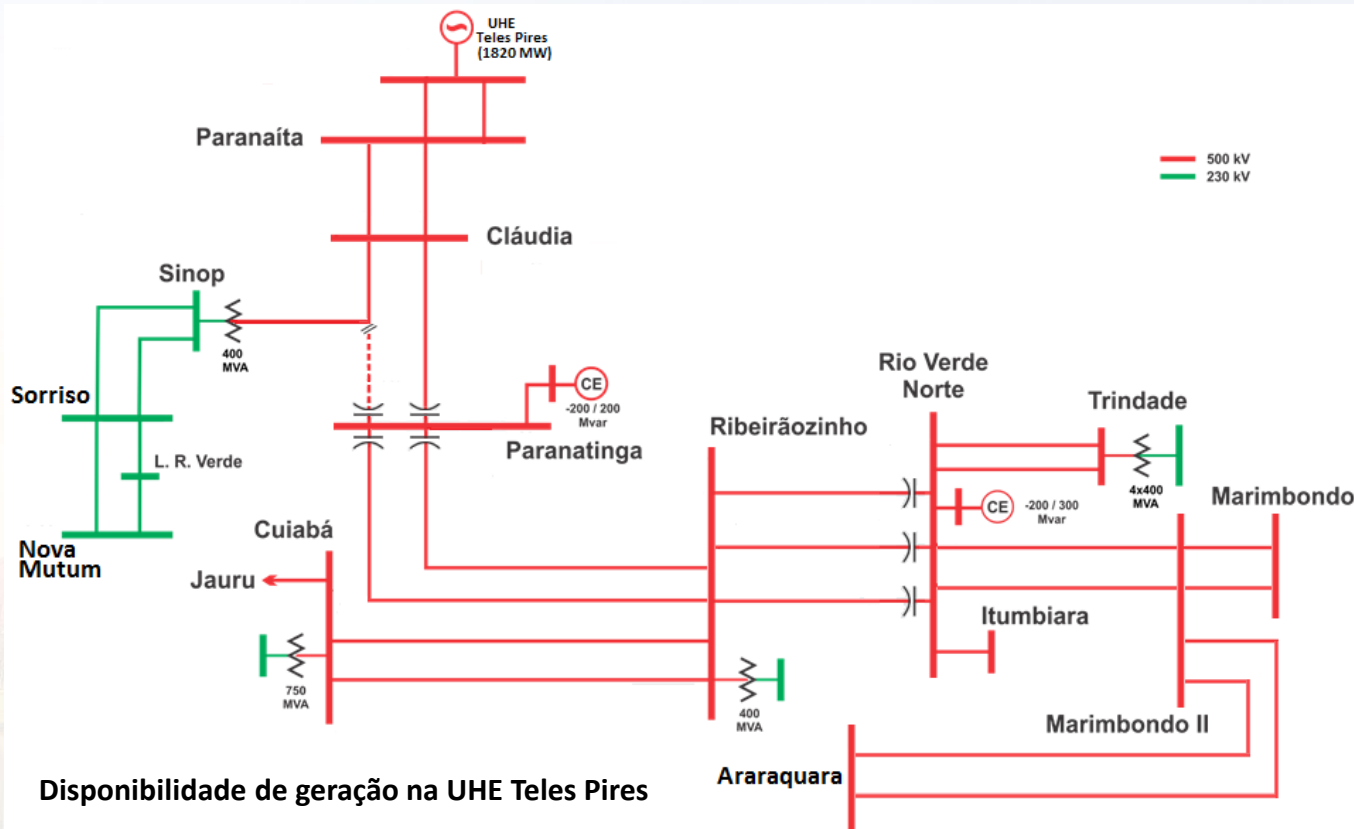 UHE
Teles Pires
(1820 MW)
Paranaíta
500 kV
230 kV
Cláudia
Sinop
400
MVA
Sorriso
L. R. Verde
Nova
Mutum
CE
-200 / 200
Mvar
Paranatinga
Rio Verde
Norte
Trindade
Ribeirãozinho
4x400
MVA
Marimbondo
CE
-200 / 300
Mvar
Cuiabá
Jauru
Itumbiara
750
MVA
400
MVA
Marimbondo II
Araraquara
Disponibilidade de geração na UHE Teles Pires